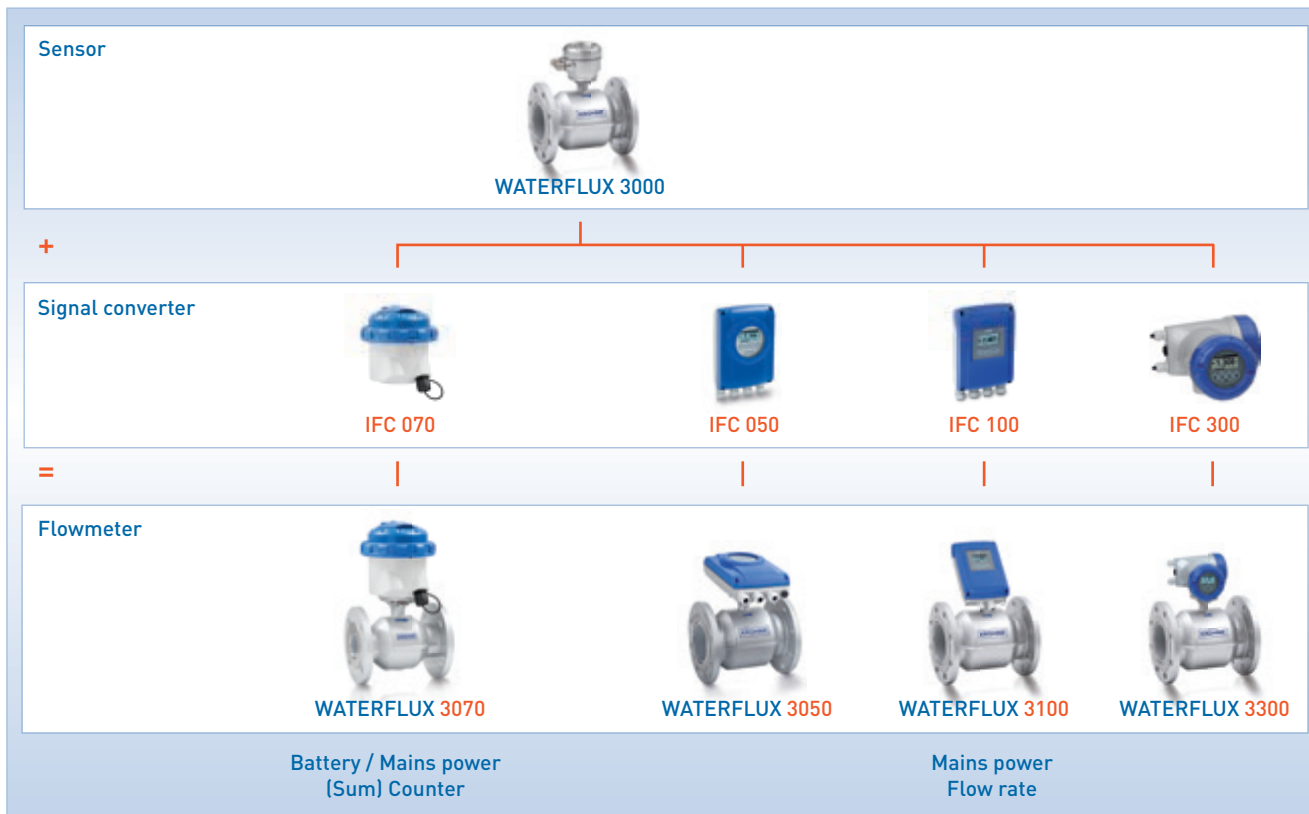 Sensor
WATERFLUX 3000
+
Signal converter
IFC 070
IFC 050
IFC 100
IFC 300
=
Flowmeter
WATERFLUX 3070
WATERFLUX 3050
WATERFLUX 3100
WATERFLUX 3300
Battery / Mains power
(Sum) Counter
Mains power
Flow rate